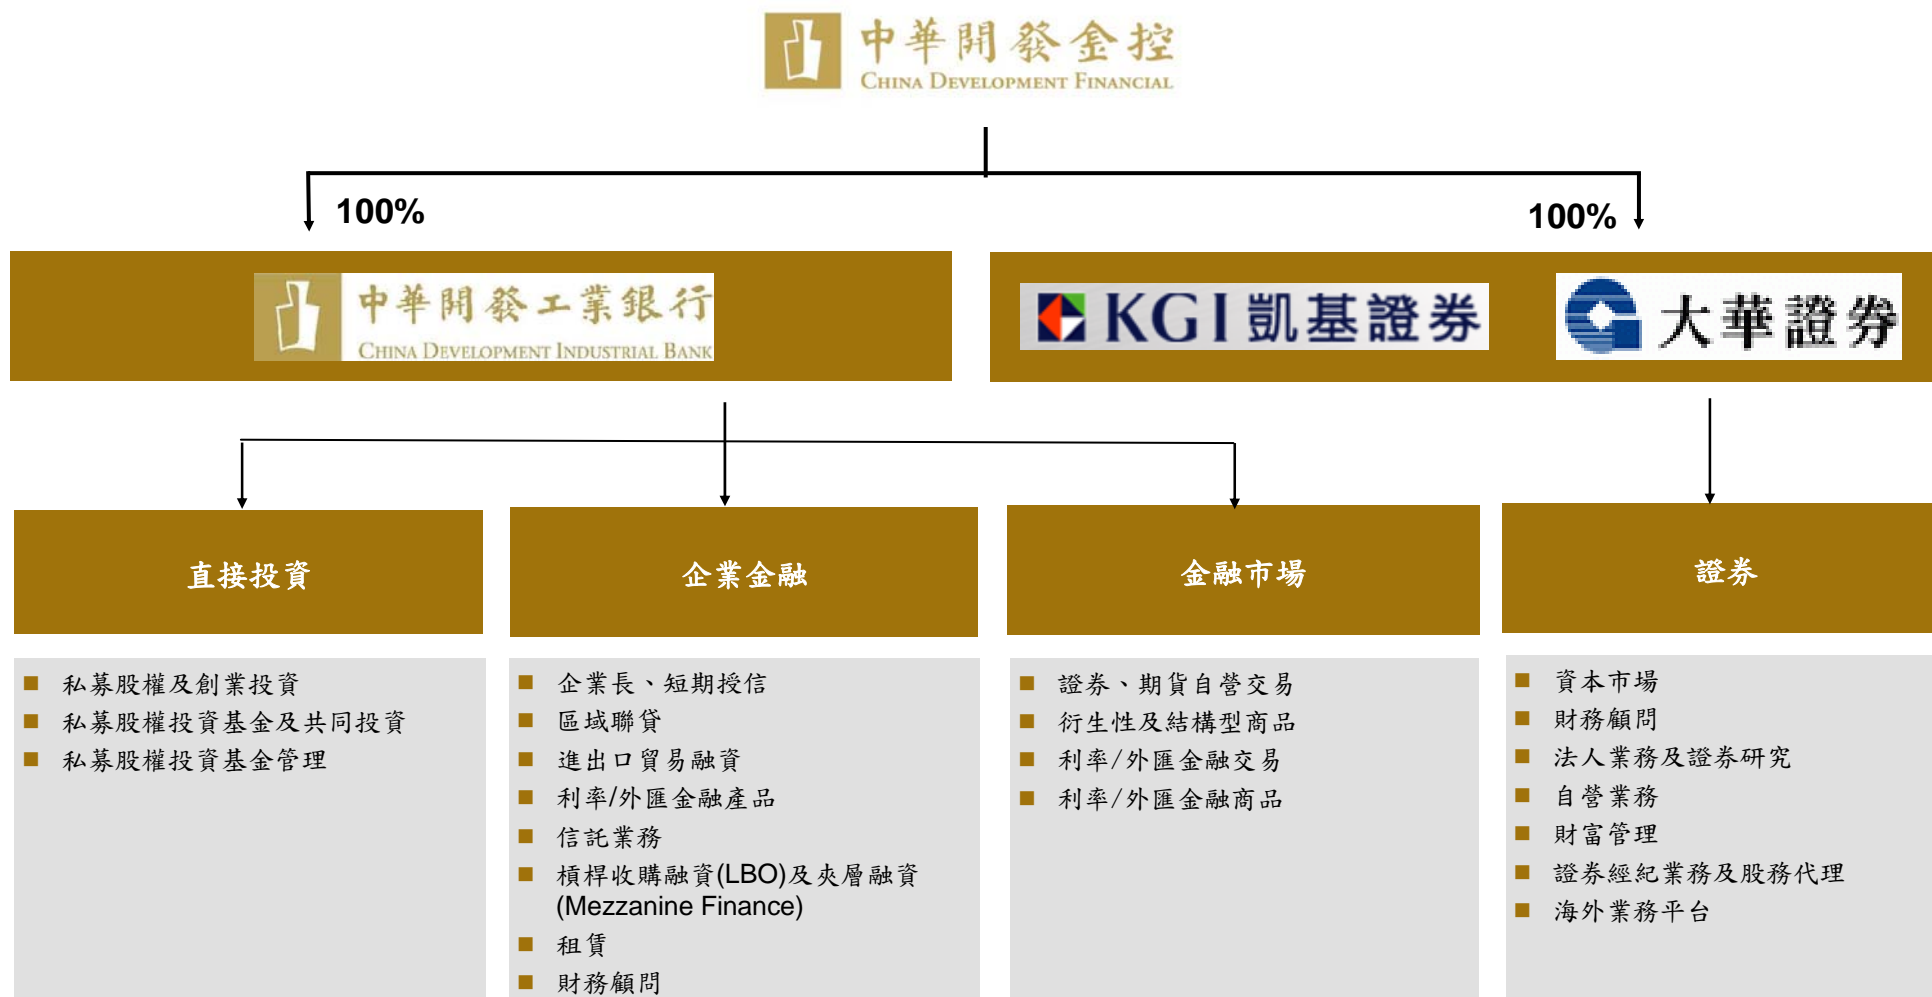 中華開發金控
CHINA DEVELOPMENT FINANCIAL
100%
100%
中華開發工業銀行
CHINA DEVELOPMENT INDUSTRIAL BANK
KGI 凱基證券
大華證券
直接投資
企業金融
金融市場
證券
■ 私募股權及創業投資
■ 私募股權投資基金及共同投資
■ 私募股權投資基金管理
■ 企業長、短期授信
■ 區域聯貸
■ 進出口貿易融資
■ 利率/外匯金融產品
■ 信託業務
■ 槓桿收購融資(LBO)及夾層融資
(Mezzanine Finance)
■ 租賃
■ 財務顧問
■ 證券、期貨自營交易
■ 衍生性及結構型商品
■ 利率/外匯金融交易
■ 利率/外匯金融商品
■ 資本市場
■ 財務顧問
■ 法人業務及證券研究
■ 自營業務
■ 財富管理
■ 證券經紀業務及股務代理
■ 海外業務平台